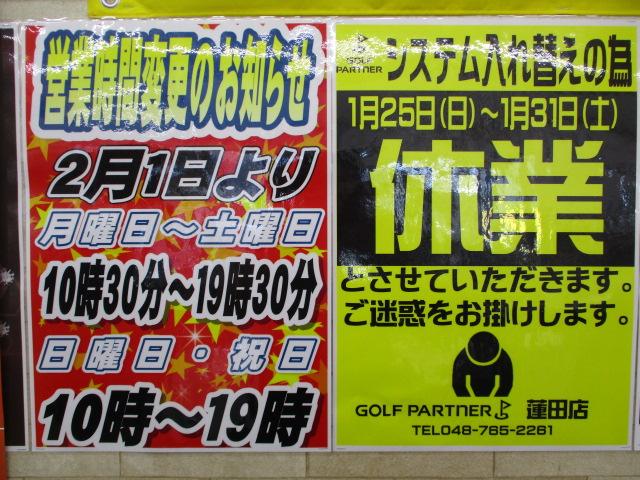 営業時間変更のお知らせ
2月1日より
月曜日～土曜日
10時30分～19時30分
日曜日・祝日
10時～19時
GOLF PARTNER
システム入れ替えの為
1月25日(日)～1月31日(土)
休業
とさせていただきます。
ご迷惑をお掛けします。
GOLF PARTNER 蓮田店
TEL048-765-2261